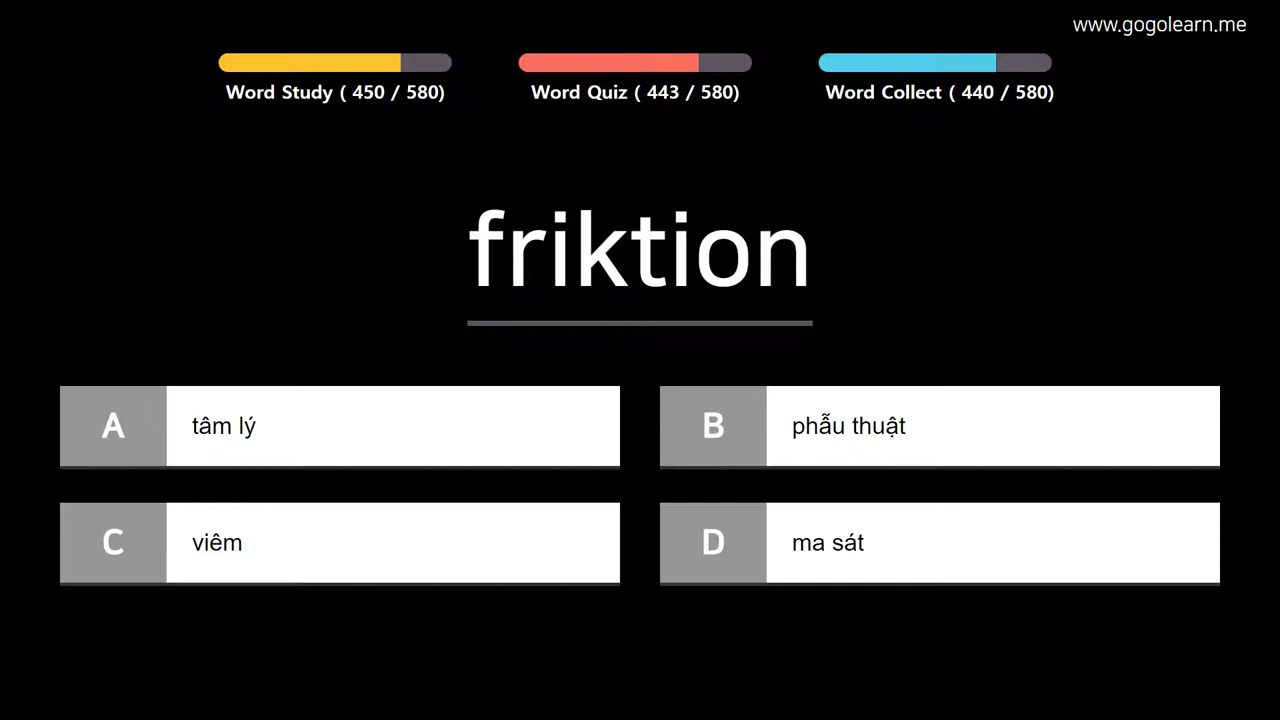 www.gogolearn.me
Word Study ( 450 / 580)
Word Quiz ( 443 / 580)
Word Collect ( 440 / 580)
friktion
A tâm lý
B phẫu thuật
C viêm
D ma sát